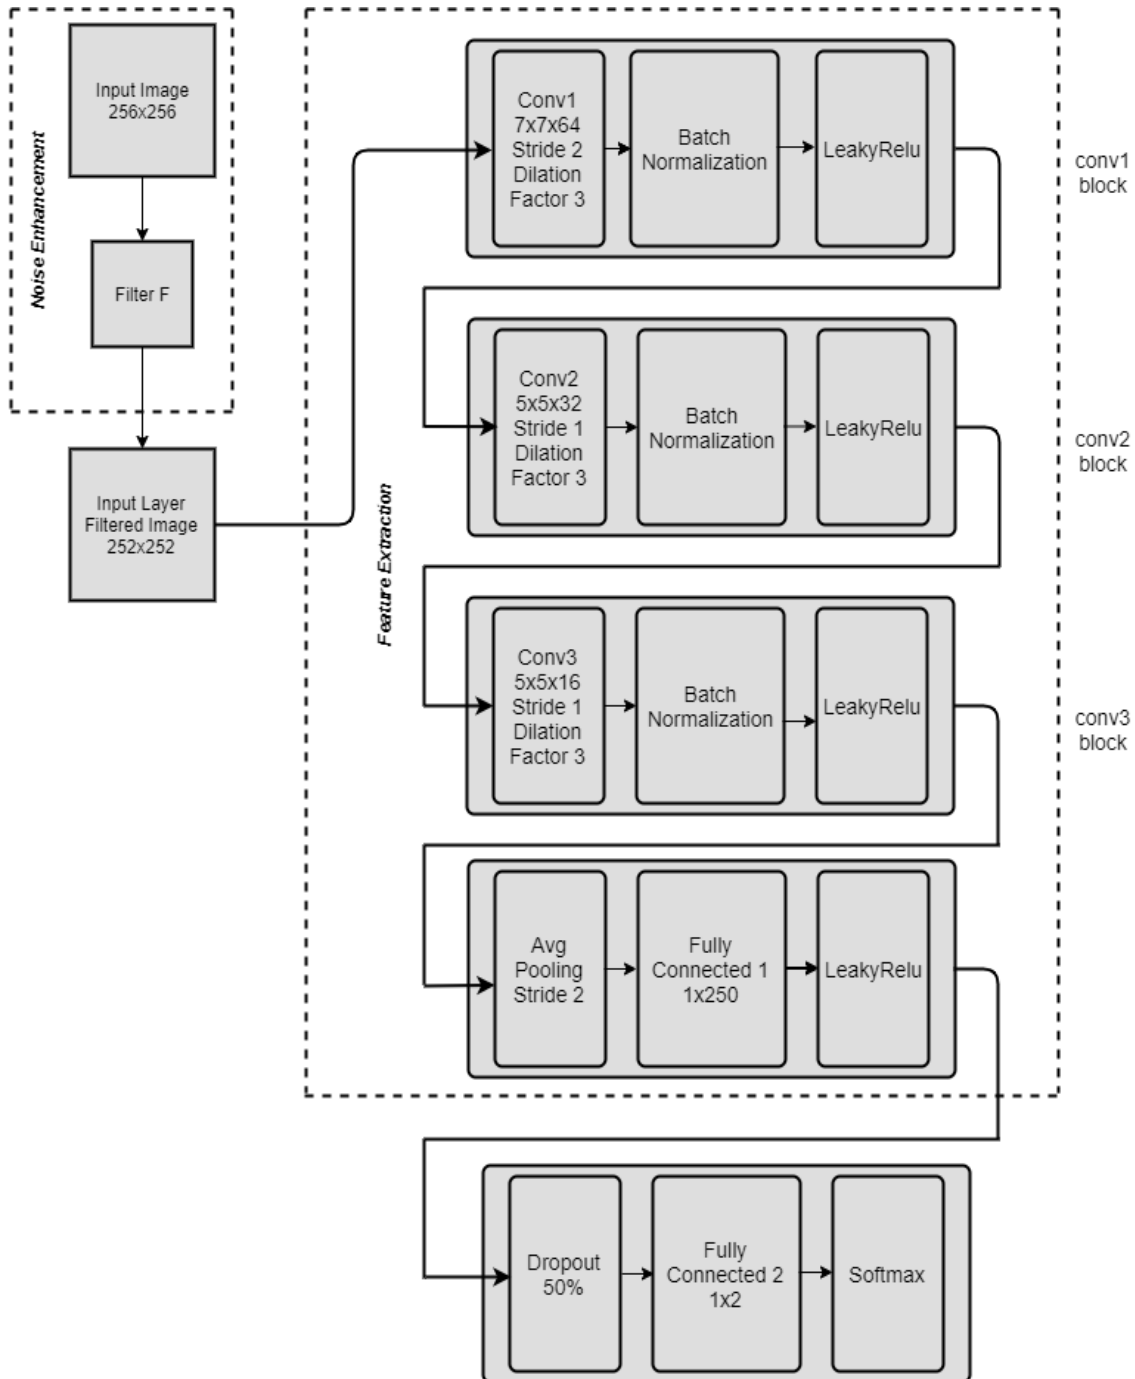 Input Image
256x256
Noise Enhancement
Filter F
Input Layer
Filtered Image
252x252
Feature Extraction
Conv1
7x7x64
Stride 2
Dilation
Factor 3
Batch
Normalization
LeakyRelu
conv1
block
Conv2
5x5x32
Stride 1
Dilation
Factor 3
Batch
Normalization
LeakyRelu
conv2
block
Conv3
5x5x16
Stride 1
Dilation
Factor 3
Batch
Normalization
LeakyRelu
conv3
block
Avg
Pooling
Stride 2
Fully
Connected 1
1x250
LeakyRelu
Dropout
50%
Fully
Connected 2
1x2
Softmax